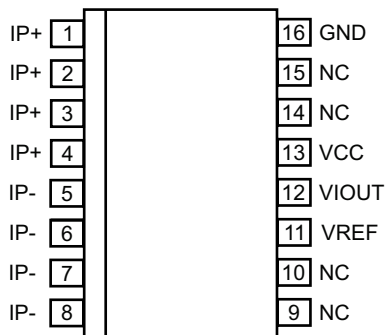 IP+ 1 16 GND
IP+ 2 15 NC
IP+ 3 14 NC
IP+ 4 13 VCC
IP- 5 12 VIOUT
IP- 6 11 VREF
IP- 7 10 NC
IP- 8 9 NC